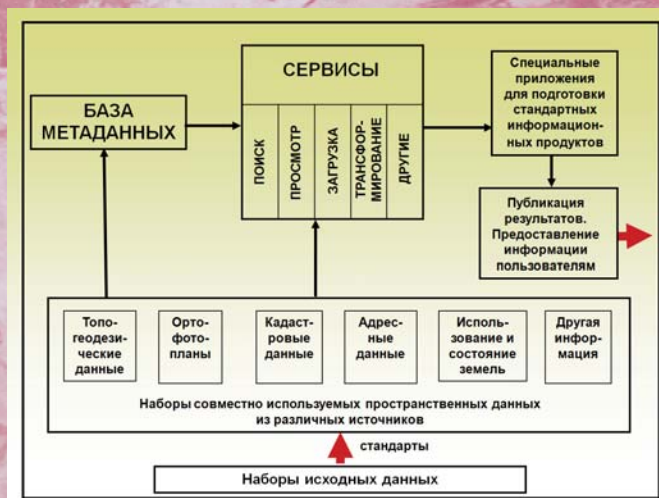 БАЗА
МЕТАДАННЫХ
СЕРВИСЫ
ПОИСК
ПРОСМОТР
ЗАГРУЗКА
ТРАНСФОР-
МИРОВАНИЕ
ДРУГИЕ
Специальные
приложения
для подготовки
стандартных
информацион-
ных продуктов
Публикация
результатов.
Предоставление
информации
пользователям
Топо-
геодези-
ческие
данные
Орто-
фото-
планы
Кадаст-
ровые
данные
Адрес-
ные
данные
Исполь-
зование и
состояние
земель
Другая
инфор-
мация
Наборы совместно используемых пространственных данных
из различных источников
стандарты
Наборы исходных данных